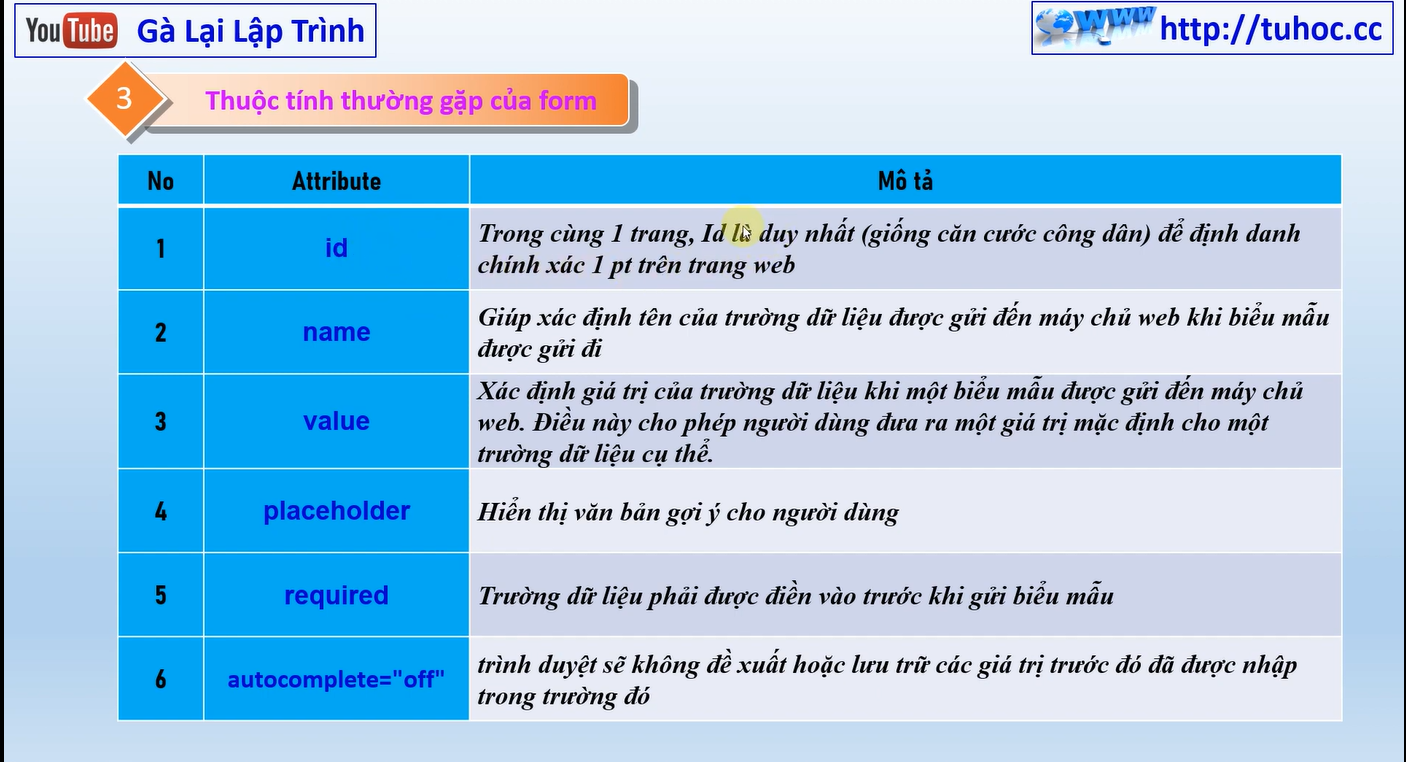 YouTube Gà Lại Lập Trình
WWW http://tuhoc.cc
3 Thuộc tính thường gặp của form
No Attribute Mô tả
1 id Trong cùng 1 trang, Id là duy nhất (giống căn cước công dân) để định danh
chính xác 1 pt trên trang web
2 name Giúp xác định tên của trường dữ liệu được gửi đến máy chủ web khi biểu mẫu
được gửi đi
3 value Xác định giá trị của trường dữ liệu khi một biểu mẫu được gửi đến máy chủ
web. Điều này cho phép người dùng đưa ra một giá trị mặc định cho một
trường dữ liệu cụ thể.
4 placeholder Hiển thị văn bản gợi ý cho người dùng
5 required Trường dữ liệu phải được điền vào trước khi gửi biểu mẫu
6 autocomplete="off" trình duyệt sẽ không đề xuất hoặc lưu trữ các giá trị trước đó đã được nhập
trong trường đó